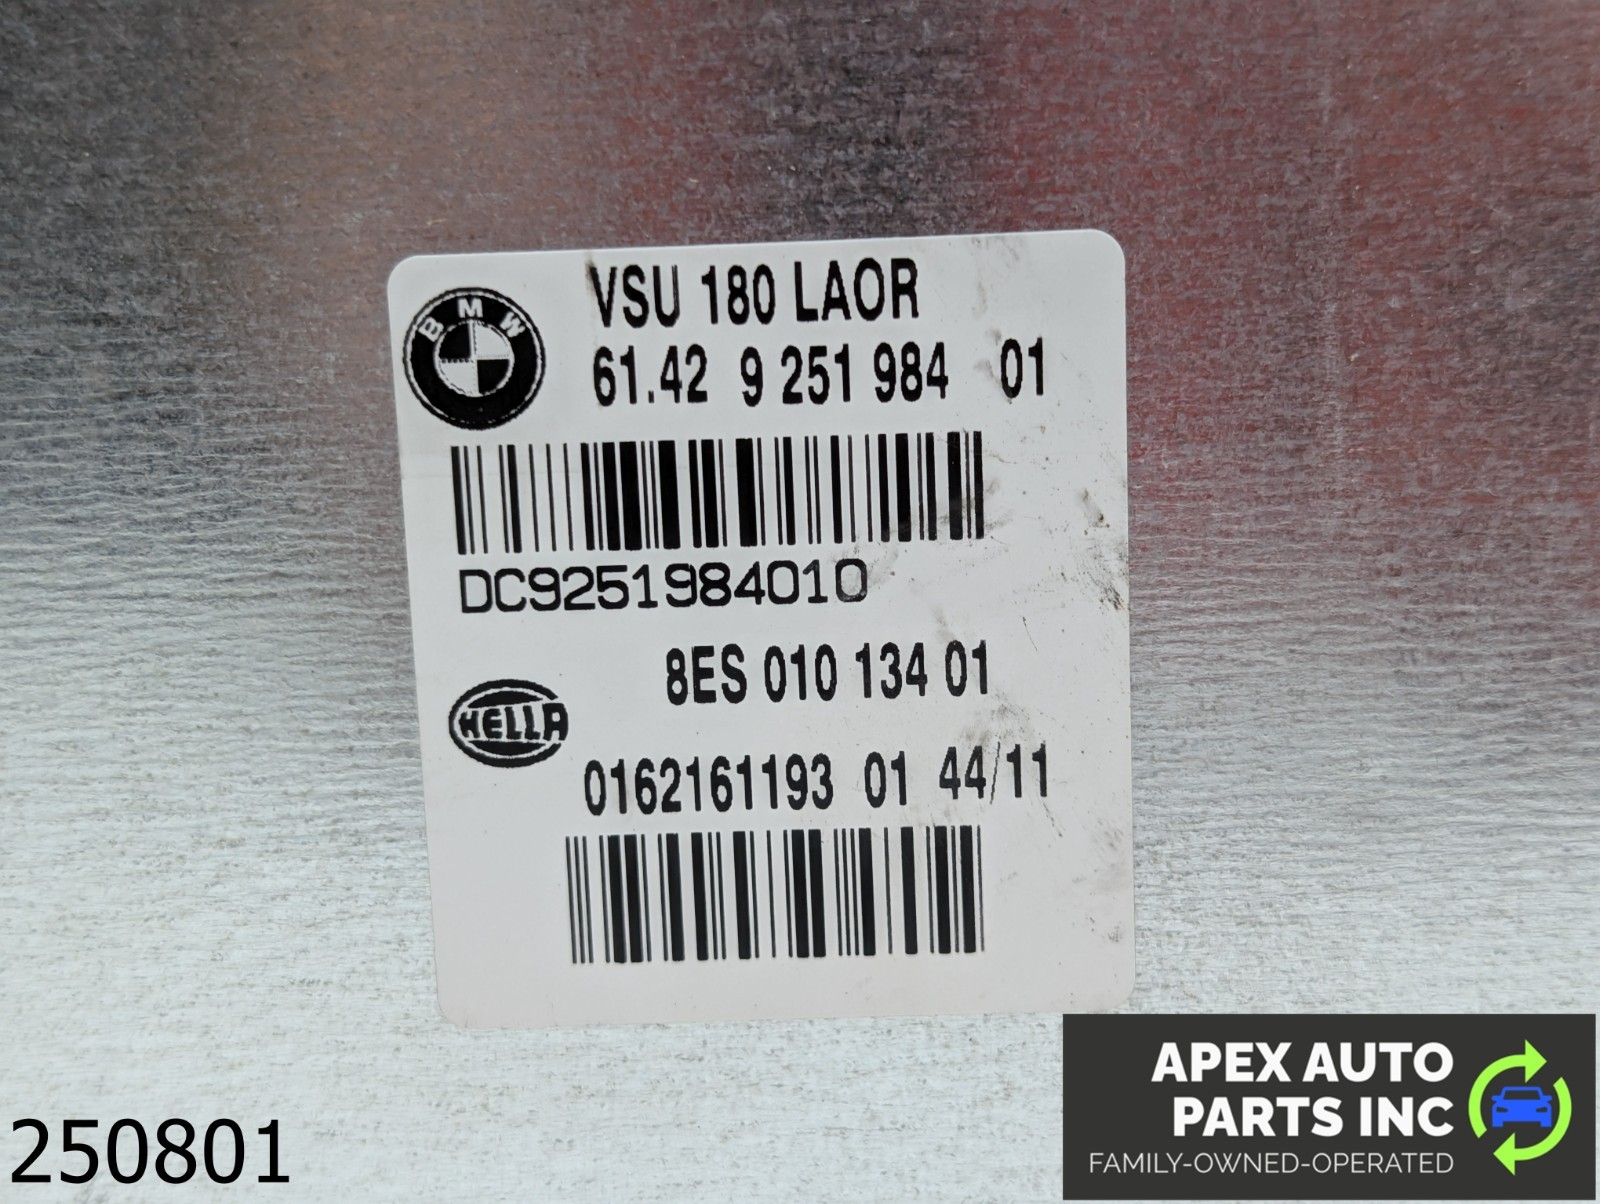 BMW
VSU 180 LAOR
61.42 9 251 984 01
DC9251984010
8ES 010 134 01
HELLA
0162161193 01 44/11
APEX AUTO
PARTS INC
FAMILY-OWNED-OPERATED
250801